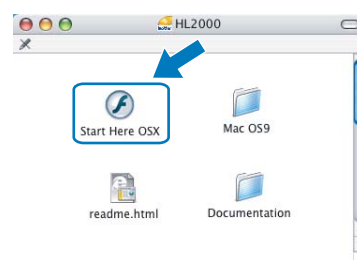 HL2000
Start Here OSX
Mac OS9
readme.html
Documentation